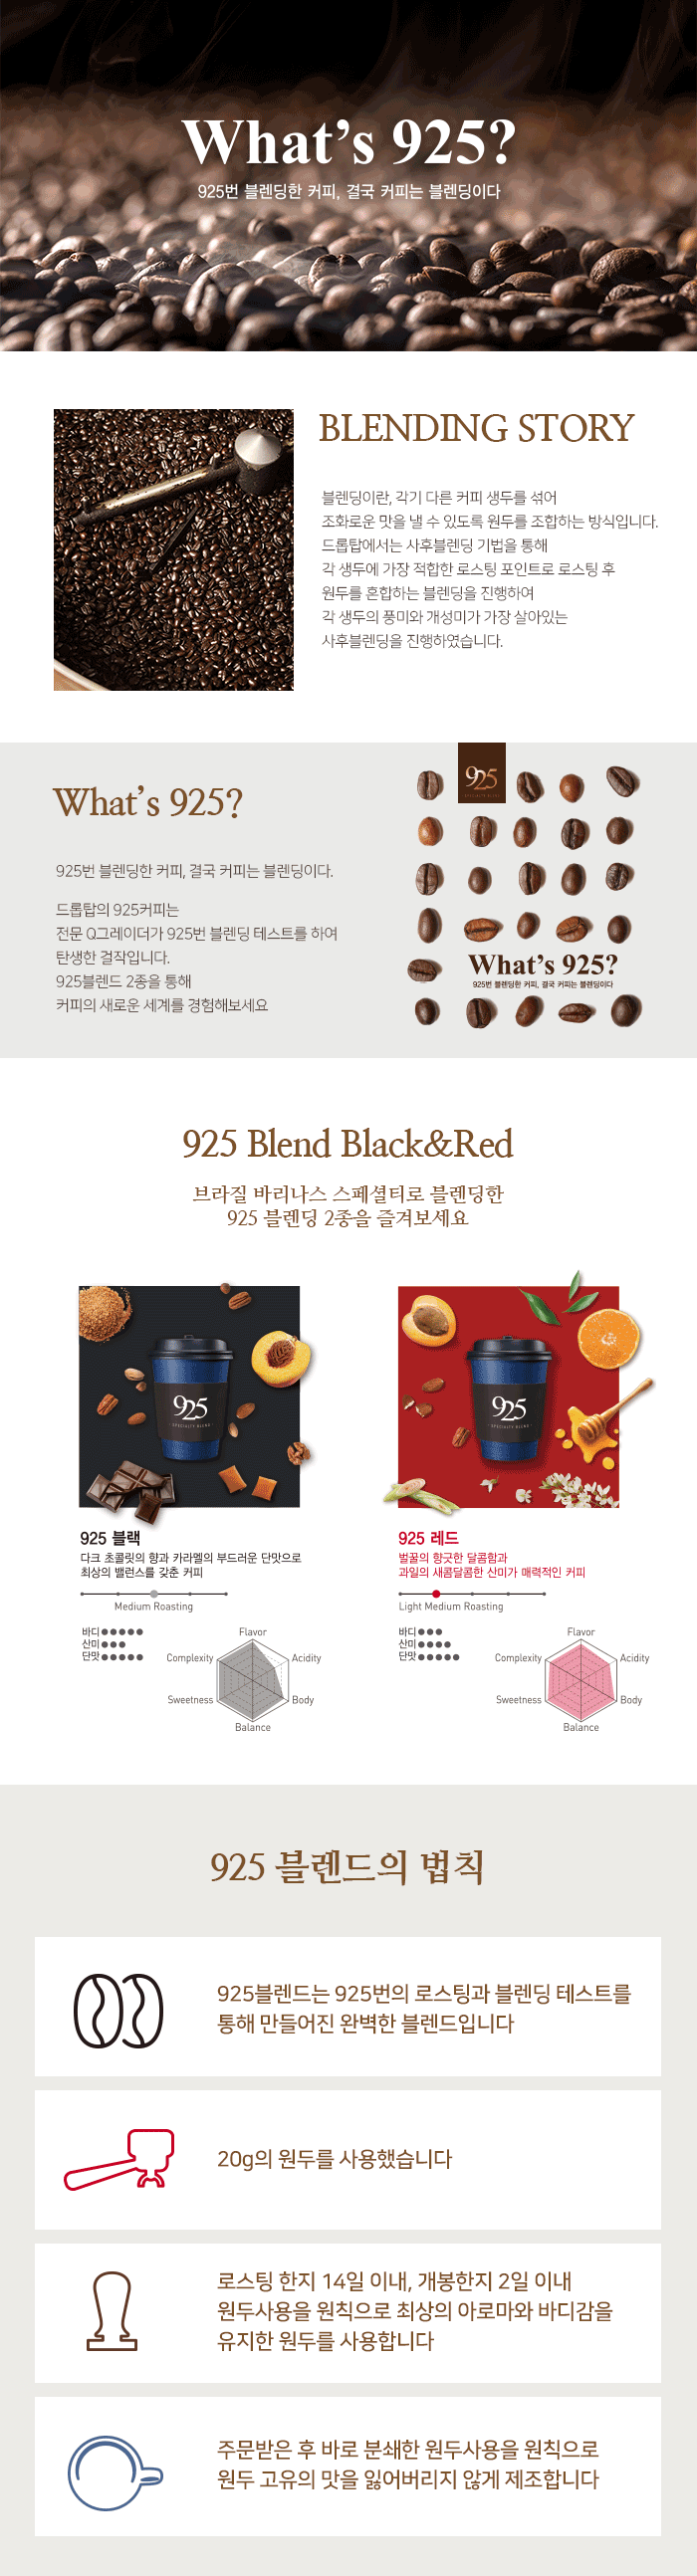 What's 925?
925번 블렌딩한 커피, 결국 커피는 블렌딩이다
BLENDING STORY
블렌딩이란, 각기 다른 커피 생두를 섞어
조화로운 맛을 낼 수 있도록 원두를 조합하는 방식입니다.
드롭탑에서는 사후블렌딩 기법을 통해
각 생두에 가장 적합한 로스팅 포인트로 로스팅 후
원두를 혼합하는 블렌딩을 진행하여
각 생두의 풍미와 개성미가 가장 살아있는
사후블렌딩을 진행하였습니다.
What's 925?
925번 블렌딩한 커피, 결국 커피는 블렌딩이다.
드롭탑의 925커피는
전문 Q그레이더가 925번 블렌딩 테스트를 하여
탄생한 걸작입니다.
925블렌드 2종을 통해
커피의 새로운 세계를 경험해보세요
925
SPECIALTY BLEND
What's 925?
925번 블렌딩한 커피, 결국 커피는 블렌딩이다
925 Blend Black&Red
브라질 바리나스 스페셜티로 블랜딩한
925 블렌딩 2종을 즐겨보세요
925
SPECIALTY BLEND
925 블랙
다크 초콜릿의 향과 카라멜의 부드러운 단맛으로
최상의 밸런스를 갖춘 커피
Medium Roasting
바디
산미
단맛
Flavor
Complexity
Acidity
Sweetness
Body
Balance
925
SPECIALTY BLEND
925 레드
벌꿀의 향긋한 달콤함과
과일의 새콤달콤한 산미가 매력적인 커피
Light Medium Roasting
바디
산미
단맛
Flavor
Complexity
Acidity
Sweetness
Body
Balance
925 블렌드의 법칙
925블렌드는 925번의 로스팅과 블렌딩 테스트를
통해 만들어진 완벽한 블렌드입니다
20g의 원두를 사용했습니다
로스팅 한지 14일 이내, 개봉한지 2일 이내
원두사용을 원칙으로 최상의 아로마와 바디감을
유지한 원두를 사용합니다
주문받은 후 바로 분쇄한 원두사용을 원칙으로
원두 고유의 맛을 잃어버리지 않게 제조합니다